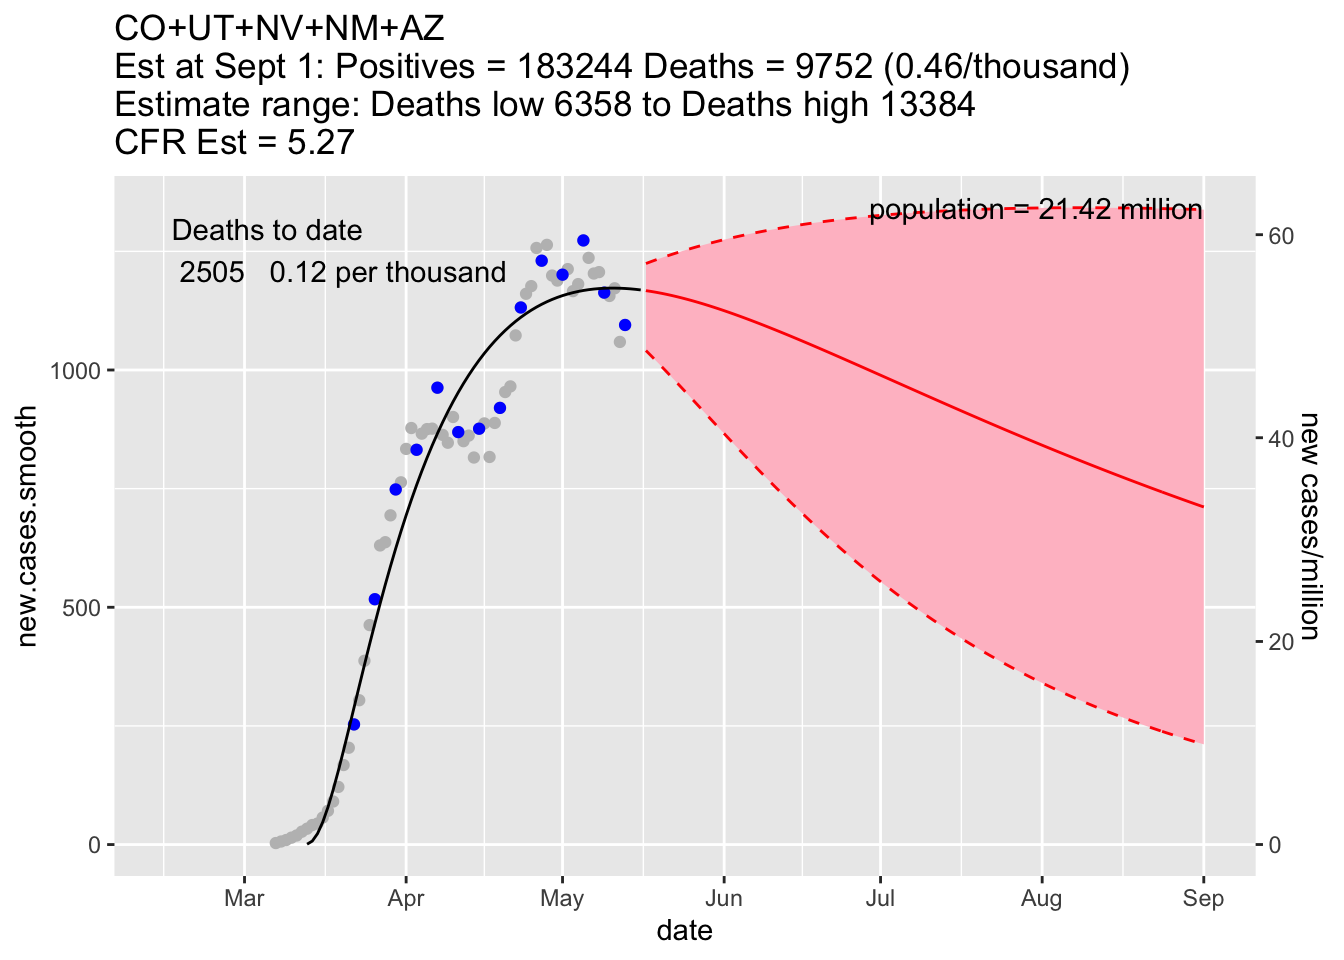 CO+UT+NV+NM+AZ
Est at Sept 1: Positives = 183244 Deaths = 9752 (0.46/thousand)
Estimate range: Deaths low 6358 to Deaths high 13384
CFR Est = 5.27
population = 21.42 million
Deaths to date
2505 0.12 per thousand
new.cases.smooth
1000
500
0
60
40
20
0
new cases/million
Mar Apr May Jun Jul Aug Sep
date